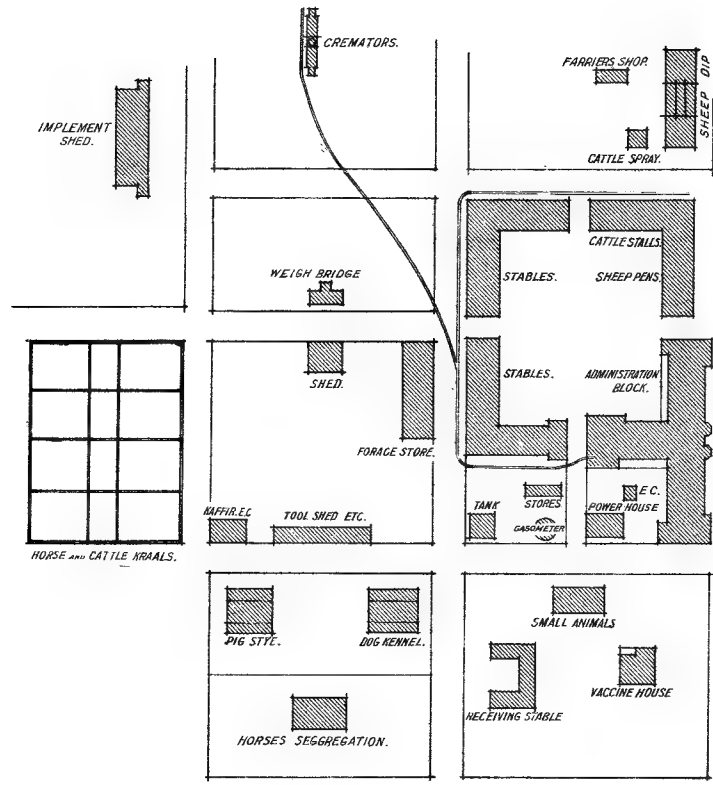 CREMATORS.
FARRIERS SHOP.
SHEEP DIP
IMPLEMENT
SHED.
CATTLE SPRAY.
CATTLE STALLS.
WEIGH BRIDGE
STABLES.
SHEEP PENS.
SHED.
STABLES.
ADMINISTRATION
BLOCK.
FORAGE STORE.
KAFFIR.E.C
TOOL SHED ETC.
TANK
STORES
E.C.
POWER HOUSE
GASOMETER
HORSE AND CATTLE KRAALS.
PIG STYE.
DOG KENNEL.
SMALL ANIMALS
VACCINE HOUSE
RECEIVING STABLE
HORSES SEGGREGATION.